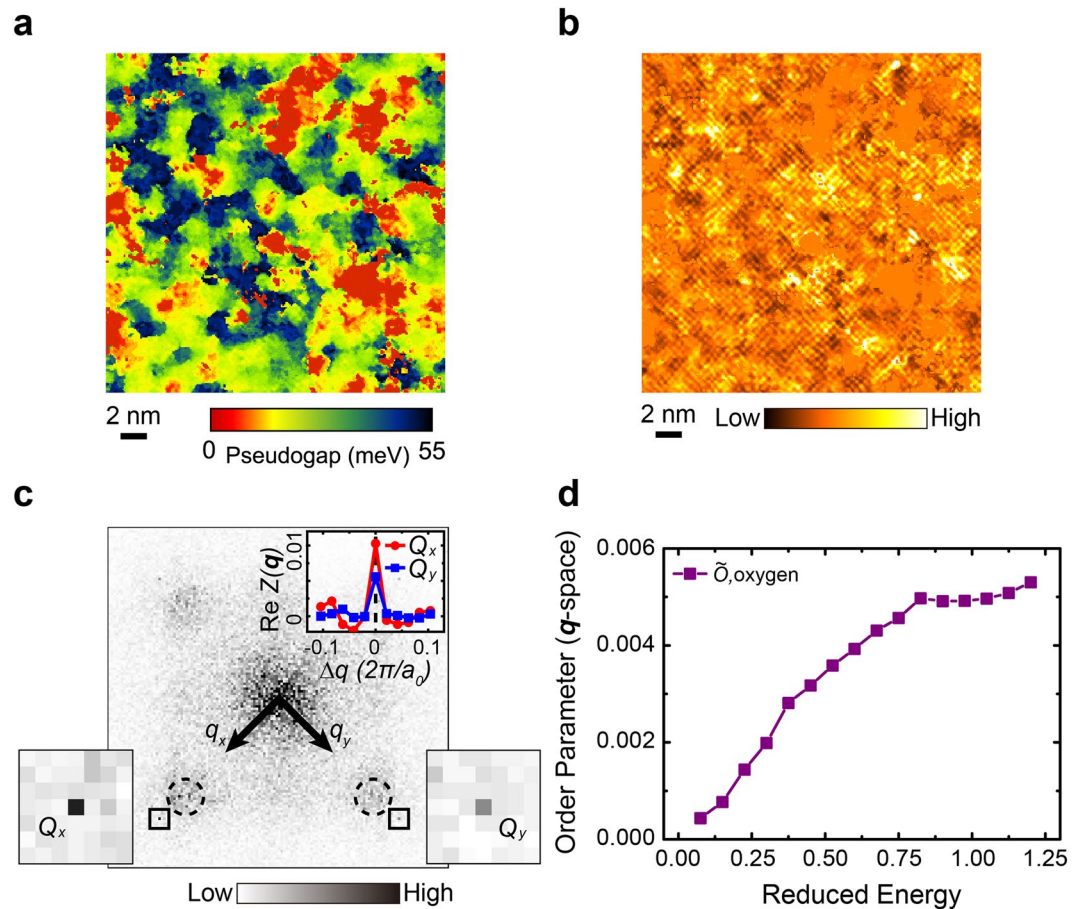 a
2 nm
0 Pseudogap (meV) 55
b
2 nm
Low High
c
Re Z(q)
0.01
0
Qx
Qy
-0.1 0.0 0.1
Δq (2π/a0)
qx
qy
Qx
Qy
Low High
d
Order Parameter (q-space)
0.006
0.004
0.002
0.000
Õ,oxygen
0.00 0.25 0.50 0.75 1.00 1.25
Reduced Energy